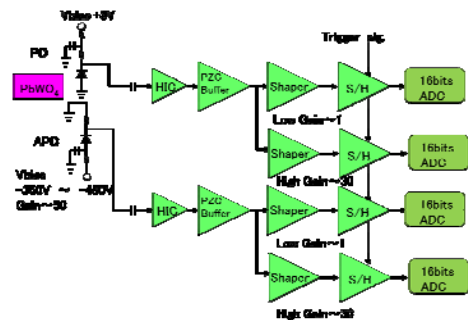 Vbias +5V
Trigger sig.
PD
PbWO4
HIC
PZC
Buffer
Shaper
S/H
16bits
ADC
Low Gain~1
APD
Shaper
S/H
16bits
ADC
High Gain~30
Vbias
-350V ~ -450V
Gain~50
HIC
PZC
Buffer
Shaper
S/H
16bits
ADC
Low Gain~1
Shaper
S/H
16bits
ADC
High Gain~30